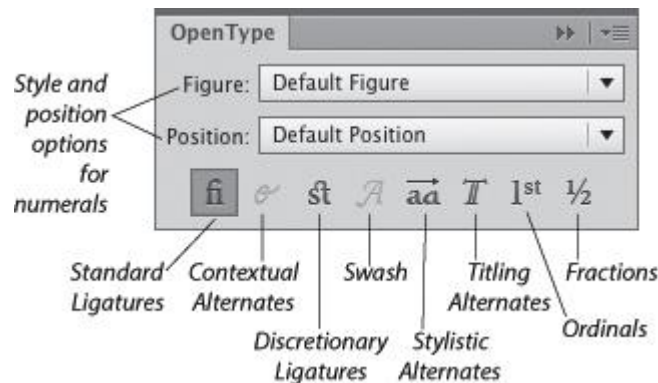 OpenType
Style and
position
options
for
numerals
Figure: Default Figure
Position: Default Position
fi st A aa T 1st ½
Standard
Ligatures
Contextual
Alternates
Discretionary
Ligatures
Swash
Stylistic
Alternates
Titling
Alternates
Ordinals
Fractions